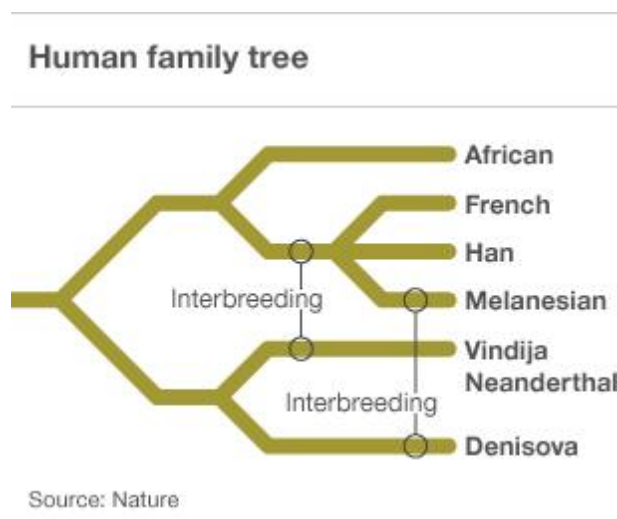 Human family tree
African
French
Han
Interbreeding
Melanesian
Vindija
Neanderthal
Interbreeding
Denisova
Source: Nature